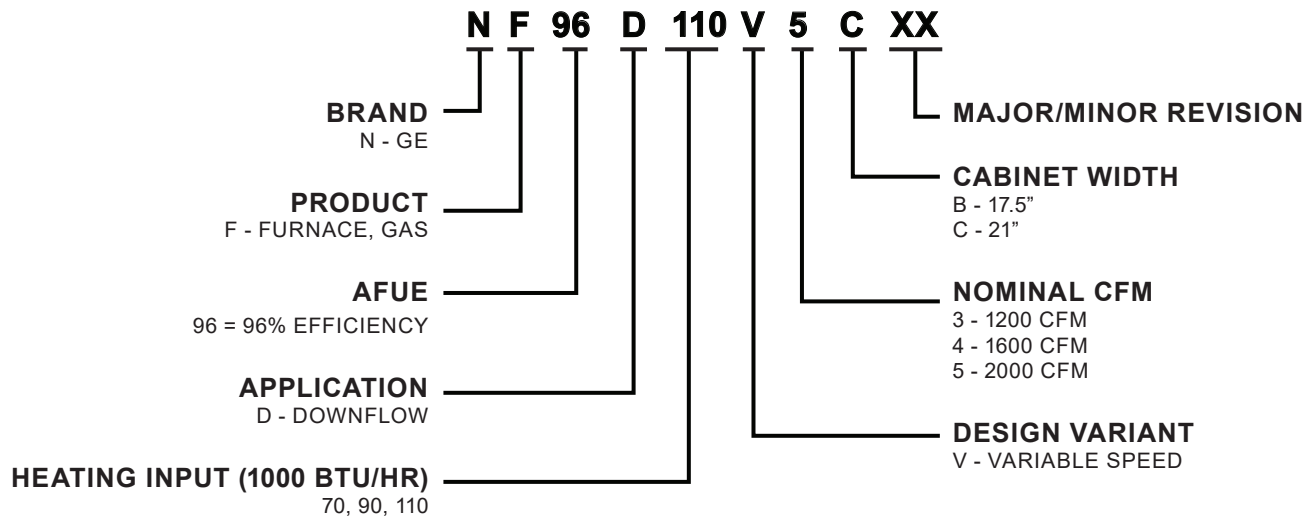 N F 96 D 110 V 5 C XX
BRAND
N - GE
PRODUCT
F - FURNACE, GAS
AFUE
96 = 96% EFFICIENCY
APPLICATION
D - DOWNFLOW
HEATING INPUT (1000 BTU/HR)
70, 90, 110
MAJOR/MINOR REVISION
CABINET WIDTH
B - 17.5”
C - 21”
NOMINAL CFM
3 - 1200 CFM
4 - 1600 CFM
5 - 2000 CFM
DESIGN VARIANT
V - VARIABLE SPEED